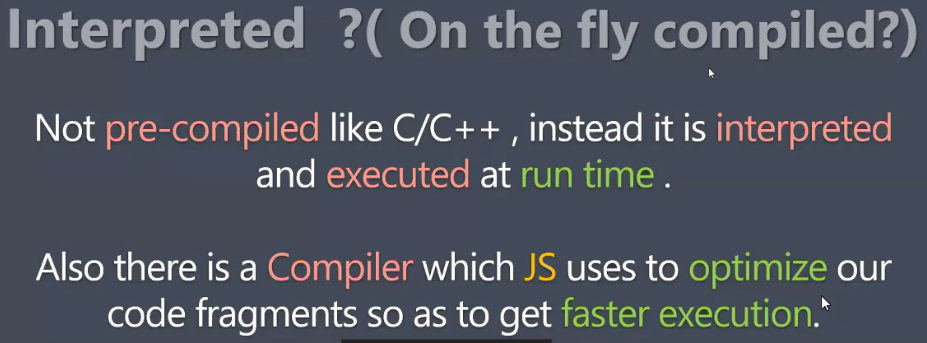 Interpreted ?( On the fly compiled?)
Not pre-compiled like C/C++ , instead it is interpreted
and executed at run time .
Also there is a Compiler which JS uses to optimize our
code fragments so as to get faster execution.